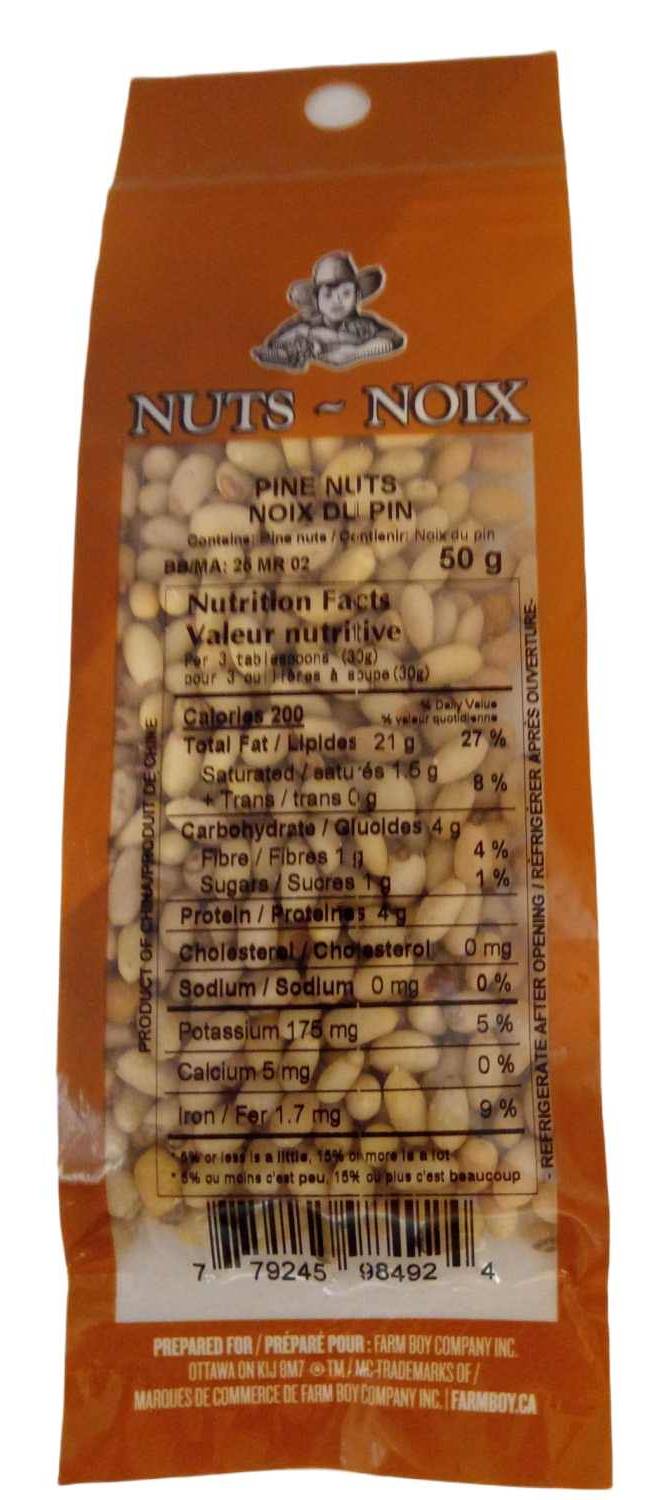 NUTS ~ NOIX
PINE NUTS
NOIX DU PIN
Contains: Pine nuts / Contienir: Noix du pin
BB/MA: 26 MR 02
50 g
Nutrition Facts
Valeur nutritive
Per 3 tablespoons (30g)
pour 3 cuillères à soupe (30g)
% Daily Value
Calories 200
% valeur quotidienne
Total Fat / Lipides 21 g 27 %
Saturated / saturés 1.5 g
8 %
+ Trans / trans 0 g
Carbohydrate / Gluoides 4 g
Fibre / Fibres 1 g 4 %
Sugars / Sucres 1 g 1 %
Protein / Proteines 4 g
Cholesterol / Cholesterol 0 mg
Sodium / Sodium 0 mg 0 %
Potassium 175 mg 5 %
Calcium 5 mg 0 %
Iron / Fer 1.7 mg 9 %
* 5% or less is a little, 15% or more is a lot
* 5% ou moins c'est peu, 15% ou plus c'est beaucoup
PRODUCT OF CHINA/PRODUIT DE CHINE
- REFRIGERATE AFTER OPENING / RÉFRIGÉRER APRÈS OUVERTURE-
7 79245 98492 4
PREPARED FOR / PRÉPARÉ POUR : FARM BOY COMPANY INC.
OTTAWA ON K1J 8M7 ® TM / MC-TRADEMARKS OF /
MARQUES DE COMMERCE DE FARM BOY COMPANY INC. | FARMBOY.CA